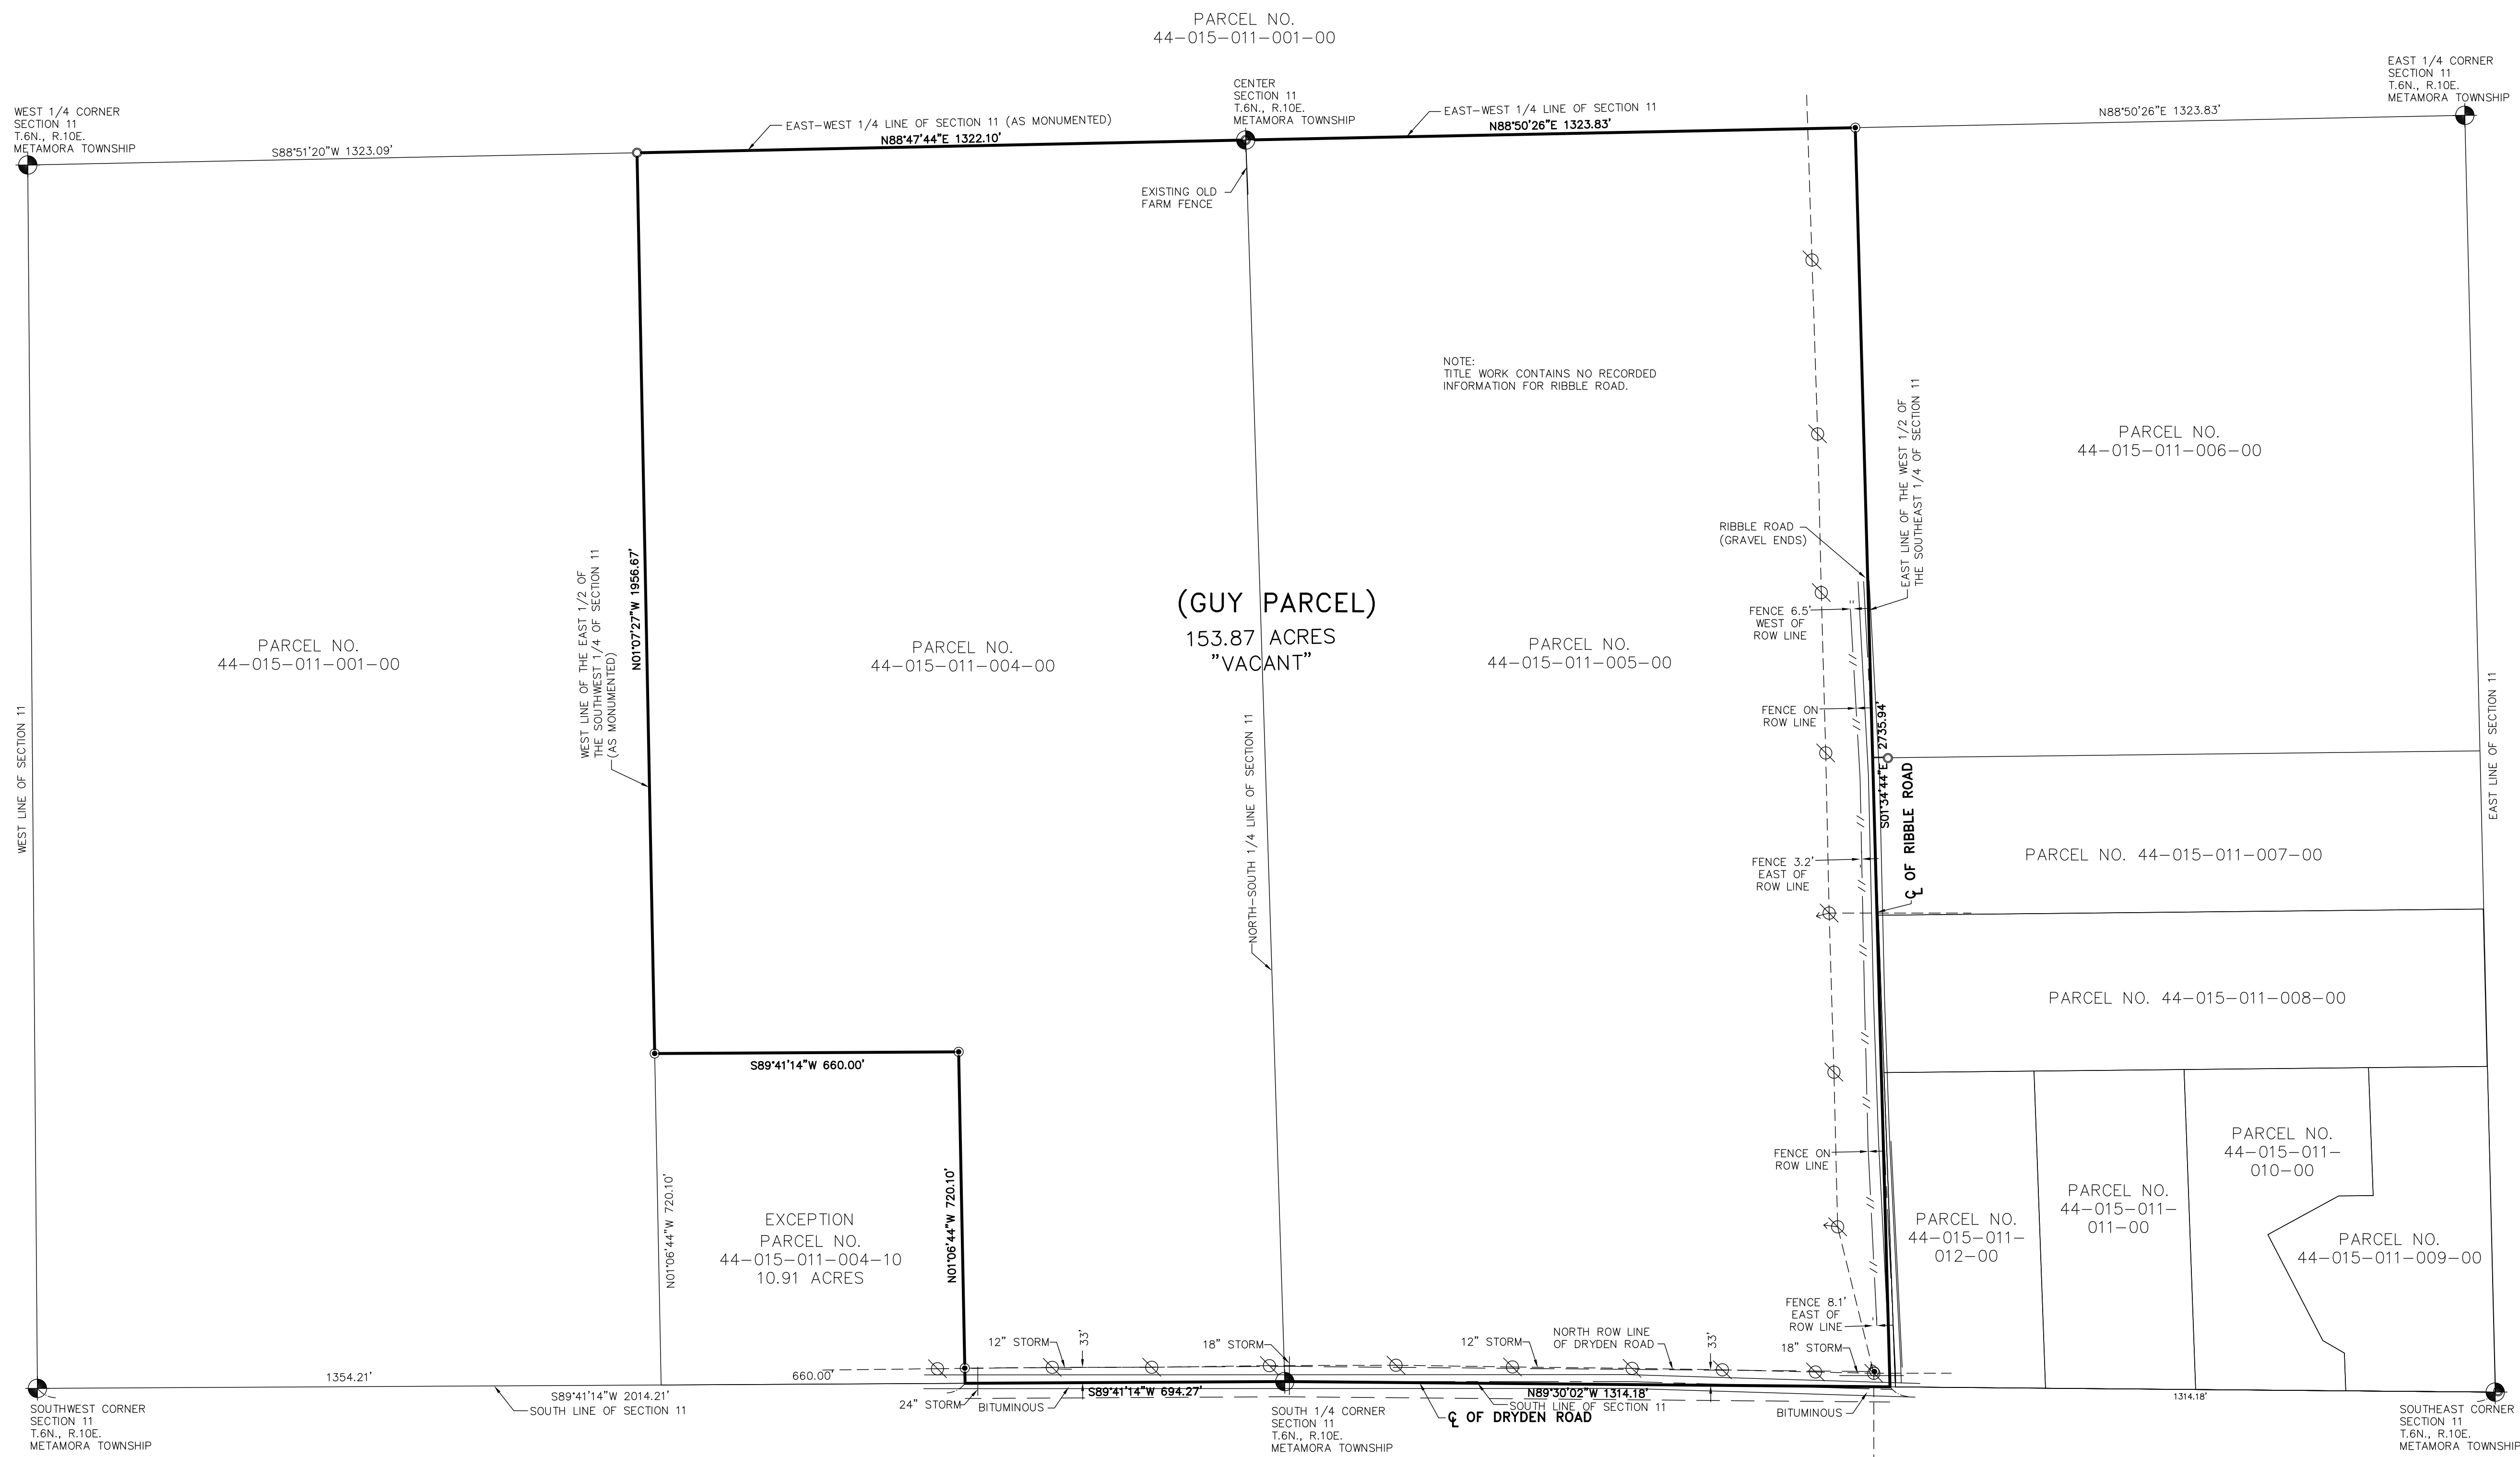 PARCEL NO.
44-015-011-001-00
WEST 1/4 CORNER
SECTION 11
T.6N., R.10E.
METAMORA TOWNSHIP
S88°51'20"W 1323.09'
EAST-WEST 1/4 LINE OF SECTION 11 (AS MONUMENTED)
N88°47'44"E 1322.10'
CENTER
SECTION 11
T.6N., R.10E.
METAMORA TOWNSHIP
EAST-WEST 1/4 LINE OF SECTION 11
N88°50'26"E 1323.83'
N88°50'26"E 1323.83'
EAST 1/4 CORNER
SECTION 11
T.6N., R.10E.
METAMORA TOWNSHIP
EXISTING OLD
FARM FENCE
NOTE:
TITLE WORK CONTAINS NO RECORDED
INFORMATION FOR RIBBLE ROAD.
EAST LINE OF THE WEST 1/2 OF
THE SOUTHEAST 1/4 OF SECTION 11
PARCEL NO.
44-015-011-006-00
RIBBLE ROAD
(GRAVEL ENDS)
FENCE 6.5'
WEST OF
ROW LINE
WEST LINE OF SECTION 11
PARCEL NO.
44-015-011-001-00
WEST LINE OF THE EAST 1/2 OF
THE SOUTHWEST 1/4 OF SECTION 11
(AS MONUMENTED)
N01°07'27"W 1956.67'
PARCEL NO.
44-015-011-004-00
(GUY PARCEL)
153.87 ACRES
"VACANT"
PARCEL NO.
44-015-011-005-00
FENCE ON
ROW LINE
S01°34'44"E 2735.94'
℄ OF RIBBLE ROAD
NORTH-SOUTH 1/4 LINE OF SECTION 11
EAST LINE OF SECTION 11
FENCE 3.2'
EAST OF
ROW LINE
PARCEL NO. 44-015-011-007-00
PARCEL NO. 44-015-011-008-00
S89°41'14"W 660.00'
FENCE ON
ROW LINE
N01°06'44"W 720.10'
EXCEPTION
PARCEL NO.
44-015-011-004-10
10.91 ACRES
N01°06'44"W 720.10'
PARCEL NO.
44-015-011-
012-00
PARCEL NO.
44-015-011-
011-00
PARCEL NO.
44-015-011-
010-00
PARCEL NO.
44-015-011-009-00
FENCE 8.1'
EAST OF
ROW LINE
12" STORM
33'
18" STORM
12" STORM
NORTH ROW LINE
OF DRYDEN ROAD
33'
18" STORM
1354.21'
660.00'
S89°41'14"W 2014.21'
SOUTH LINE OF SECTION 11
24" STORM
BITUMINOUS
S89°41'14"W 694.27'
N89°30'02"W 1314.18'
SOUTH LINE OF SECTION 11
℄ OF DRYDEN ROAD
BITUMINOUS
1314.18'
SOUTHWEST CORNER
SECTION 11
T.6N., R.10E.
METAMORA TOWNSHIP
SOUTH 1/4 CORNER
SECTION 11
T.6N., R.10E.
METAMORA TOWNSHIP
SOUTHEAST CORNER
SECTION 11
T.6N., R.10E.
METAMORA TOWNSHIP